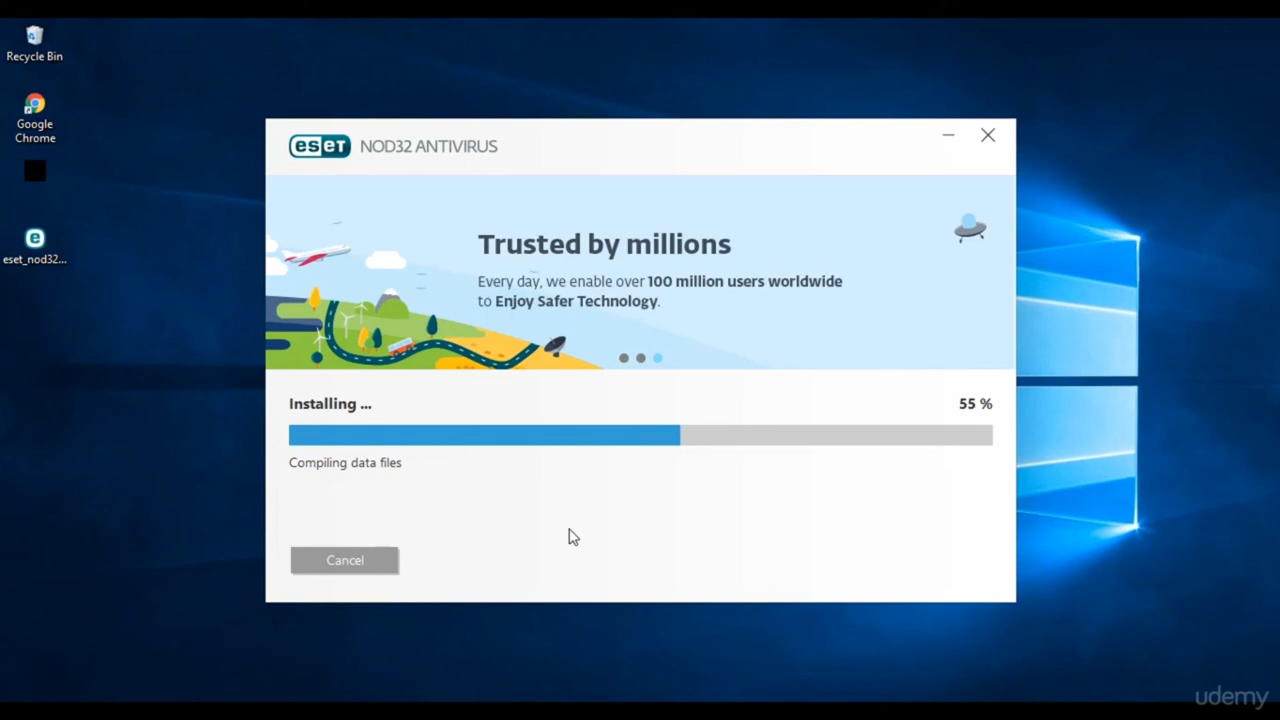 Recycle Bin
Google
Chrome
eset_nod32...
eset NOD32 ANTIVIRUS
Trusted by millions
Every day, we enable over 100 million users worldwide
to Enjoy Safer Technology.
Installing ...
55 %
Compiling data files
Cancel
udemy